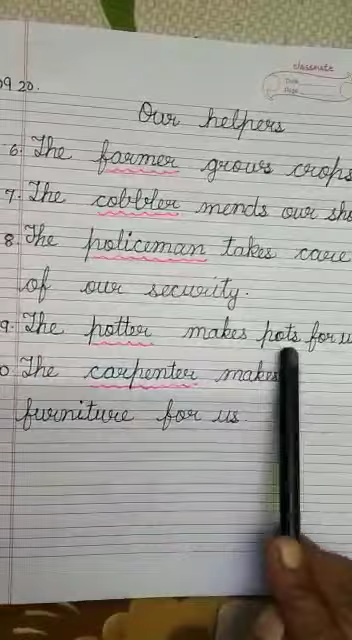 classmate
Date
Page
09 20.
Our helpers
6. The farmer grows crops
7. The cobbler mends our sh
8. The policeman takes care
of our security.
9. The potter makes pots for u
0 The carpenter makes
furniture for us